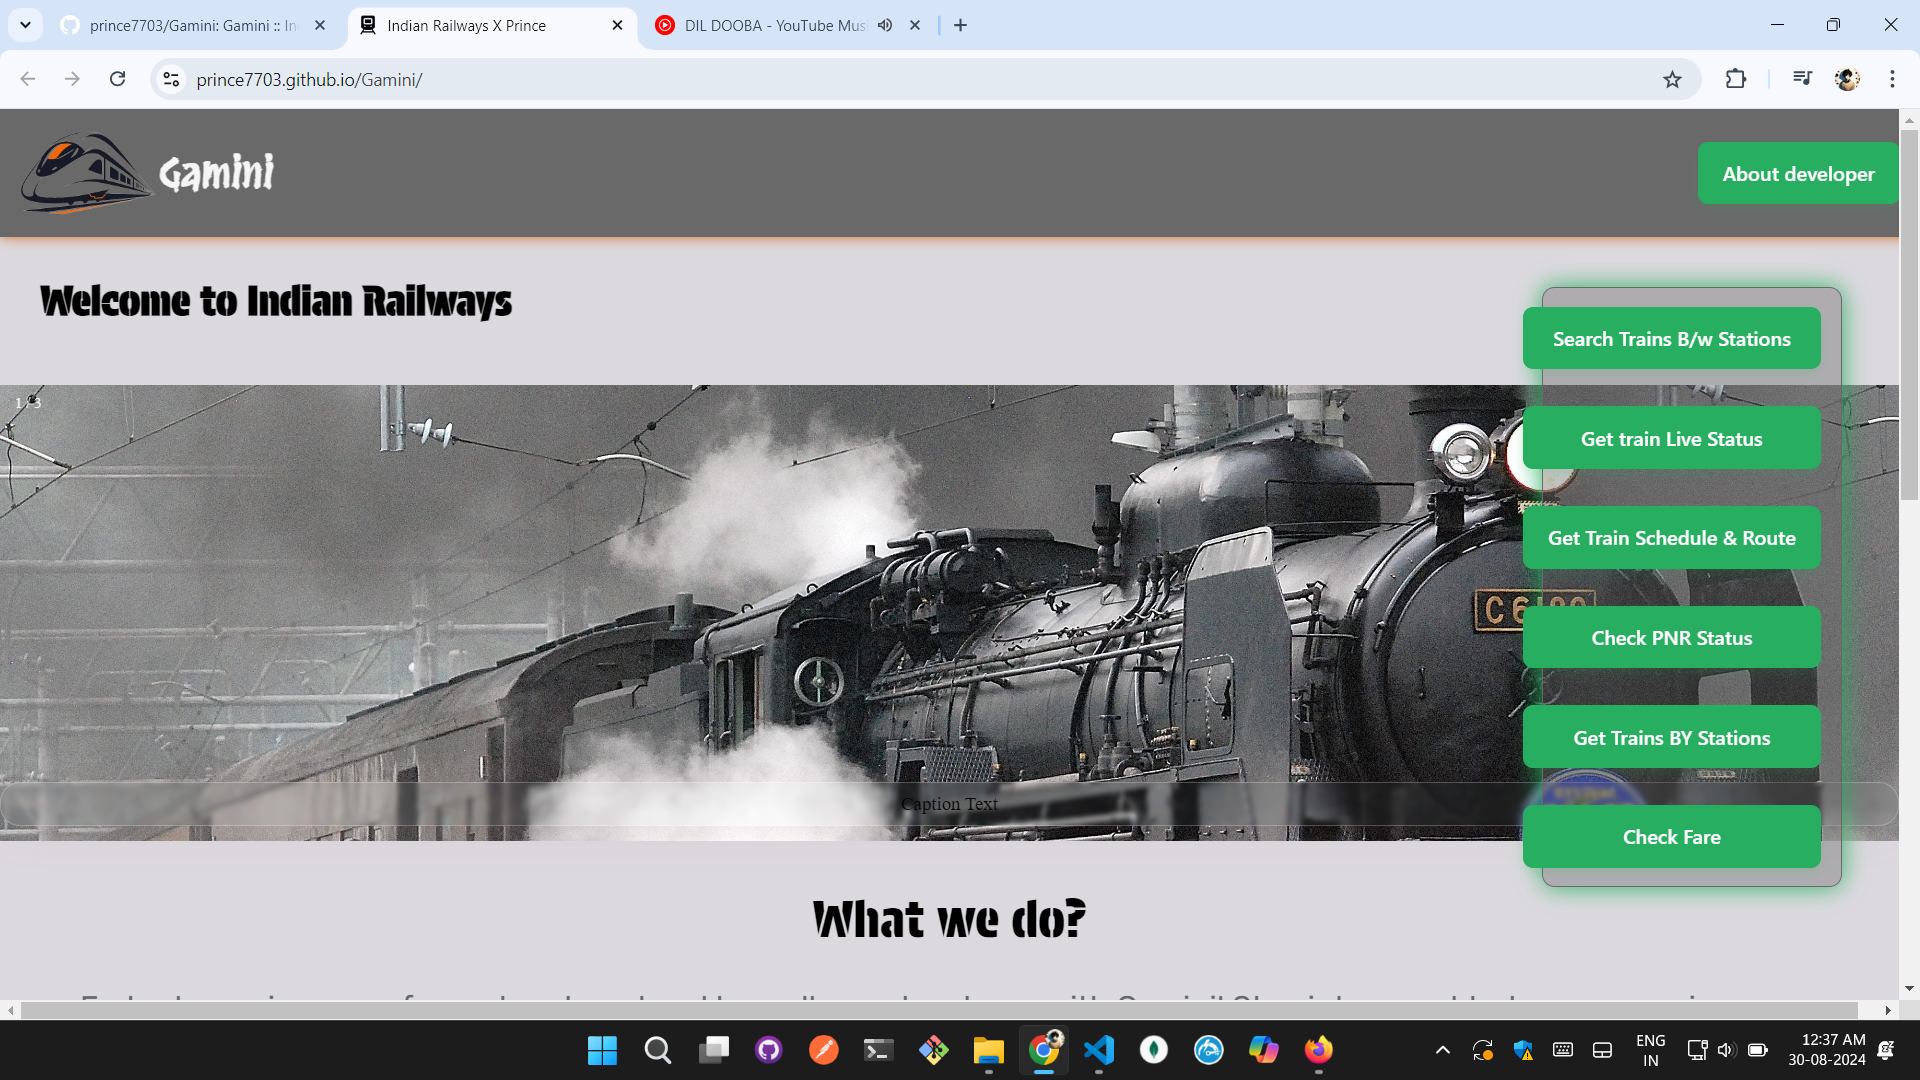 prince7703/Gamini: Gamini :: In
Indian Railways X Prince
DIL DOOBA - YouTube Mus
prince7703.github.io/Gamini/
Gamini
About developer
Welcome to Indian Railways
Search Trains B/w Stations
1 / 3
Get train Live Status
Get Train Schedule & Route
Check PNR Status
Get Trains BY Stations
Caption Text
Check Fare
What we do?
ENG
IN
12:37 AM
30-08-2024